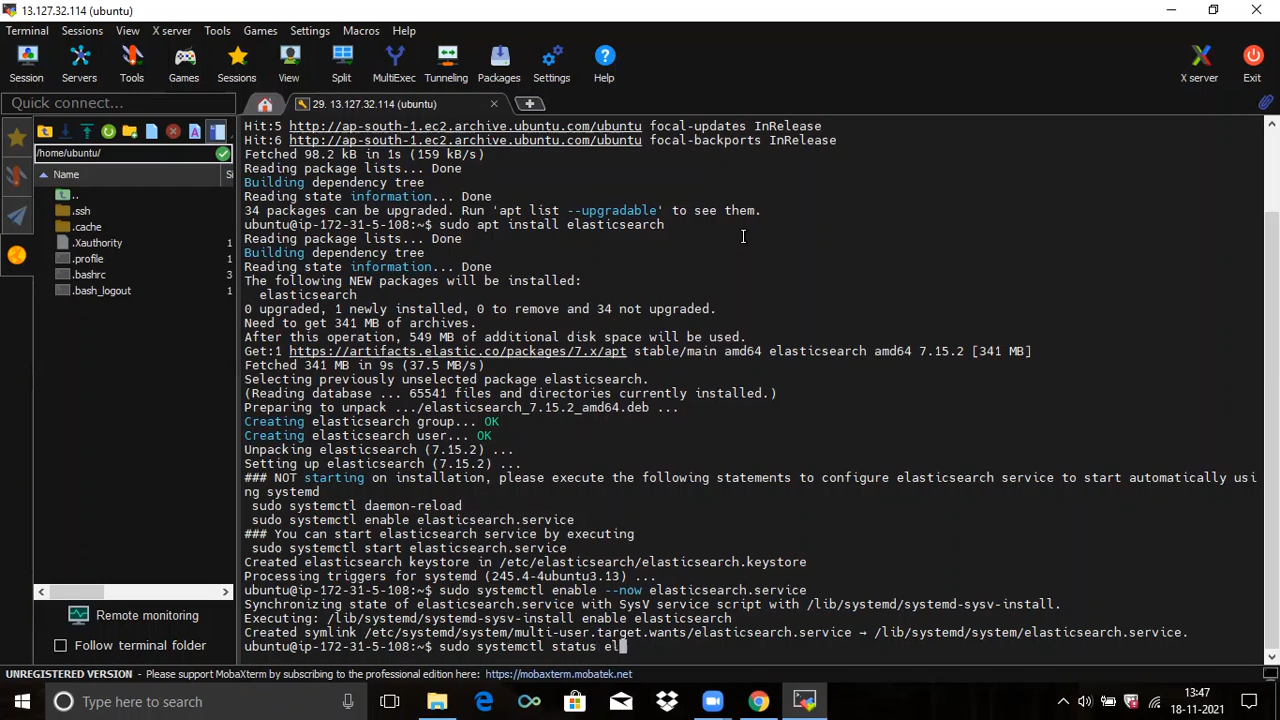 13.127.32.114 (ubuntu)
Terminal Sessions View X server Tools Games Settings Macros Help
Session Servers Tools Games Sessions View Split MultiExec Tunneling Packages Settings Help X server Exit
Quick connect...
29. 13.127.32.114 (ubuntu)
/home/ubuntu/
Name Si
..
.ssh
.cache
.Xauthority 1
.profile 1
.bashrc 3
.bash_logout 1
Remote monitoring
Follow terminal folder
Hit:5 http://ap-south-1.ec2.archive.ubuntu.com/ubuntu focal-updates InRelease
Hit:6 http://ap-south-1.ec2.archive.ubuntu.com/ubuntu focal-backports InRelease
Fetched 98.2 kB in 1s (159 kB/s)
Reading package lists... Done
Building dependency tree
Reading state information... Done
34 packages can be upgraded. Run 'apt list --upgradable' to see them.
ubuntu@ip-172-31-5-108:~$ sudo apt install elasticsearch
Reading package lists... Done
Building dependency tree
Reading state information... Done
The following NEW packages will be installed:
elasticsearch
0 upgraded, 1 newly installed, 0 to remove and 34 not upgraded.
Need to get 341 MB of archives.
After this operation, 549 MB of additional disk space will be used.
Get:1 https://artifacts.elastic.co/packages/7.x/apt stable/main amd64 elasticsearch amd64 7.15.2 [341 MB]
Fetched 341 MB in 9s (37.5 MB/s)
Selecting previously unselected package elasticsearch.
(Reading database ... 65541 files and directories currently installed.)
Preparing to unpack .../elasticsearch_7.15.2_amd64.deb ...
Creating elasticsearch group... OK
Creating elasticsearch user... OK
Unpacking elasticsearch (7.15.2) ...
Setting up elasticsearch (7.15.2) ...
### NOT starting on installation, please execute the following statements to configure elasticsearch service to start automatically usi
ng systemd
sudo systemctl daemon-reload
sudo systemctl enable elasticsearch.service
### You can start elasticsearch service by executing
sudo systemctl start elasticsearch.service
Created elasticsearch keystore in /etc/elasticsearch/elasticsearch.keystore
Processing triggers for systemd (245.4-4ubuntu3.13) ...
ubuntu@ip-172-31-5-108:~$ sudo systemctl enable --now elasticsearch.service
Synchronizing state of elasticsearch.service with SysV service script with /lib/systemd/systemd-sysv-install.
Executing: /lib/systemd/systemd-sysv-install enable elasticsearch
Created symlink /etc/systemd/system/multi-user.target.wants/elasticsearch.service → /lib/systemd/system/elasticsearch.service.
ubuntu@ip-172-31-5-108:~$ sudo systemctl status el
UNREGISTERED VERSION - Please support MobaXterm by subscribing to the professional edition here: https://mobaxterm.mobatek.net
Type here to search
13:47
18-11-2021